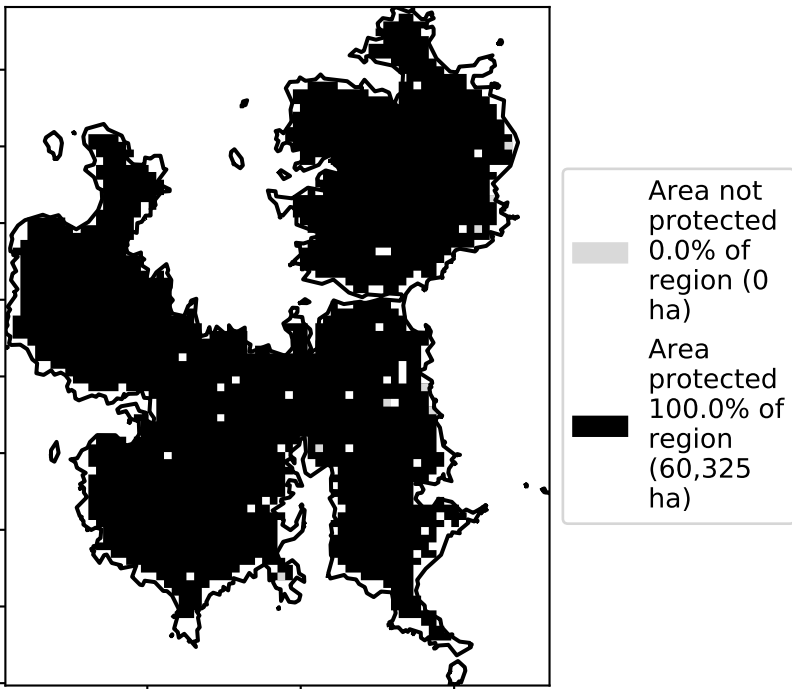 Area not
protected
0.0% of
region (0
ha)
Area
protected
100.0% of
region
(60,325
ha)